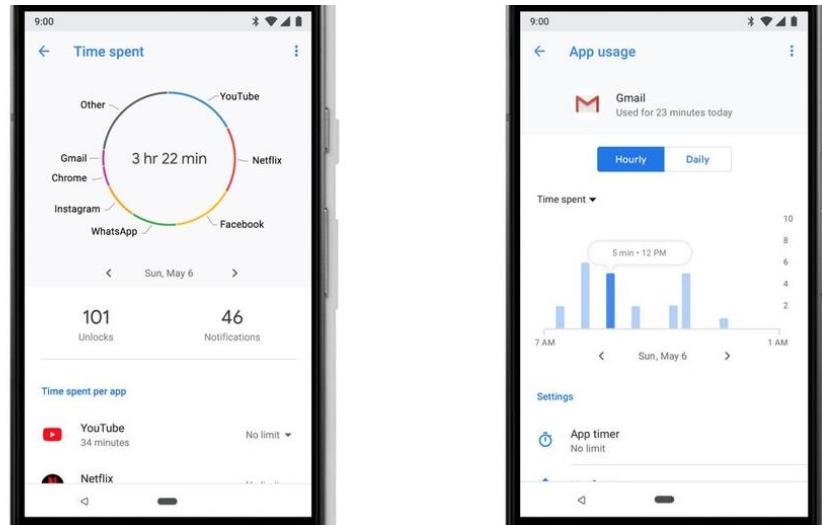 9:00
Time spent
YouTube
Other
Gmail
3 hr 22 min
Netflix
Chrome
Instagram
Facebook
WhatsApp
Sun, May 6
101
46
Unlocks
Notifications
Time spent per app
YouTube
34 minutes
No limit
Netflix
9:00
App usage
Gmail
Used for 23 minutes today
Hourly
Daily
Time spent
10
8
5 min • 12 PM
6
4
2
7 AM
1 AM
Sun, May 6
Settings
App timer
No limit